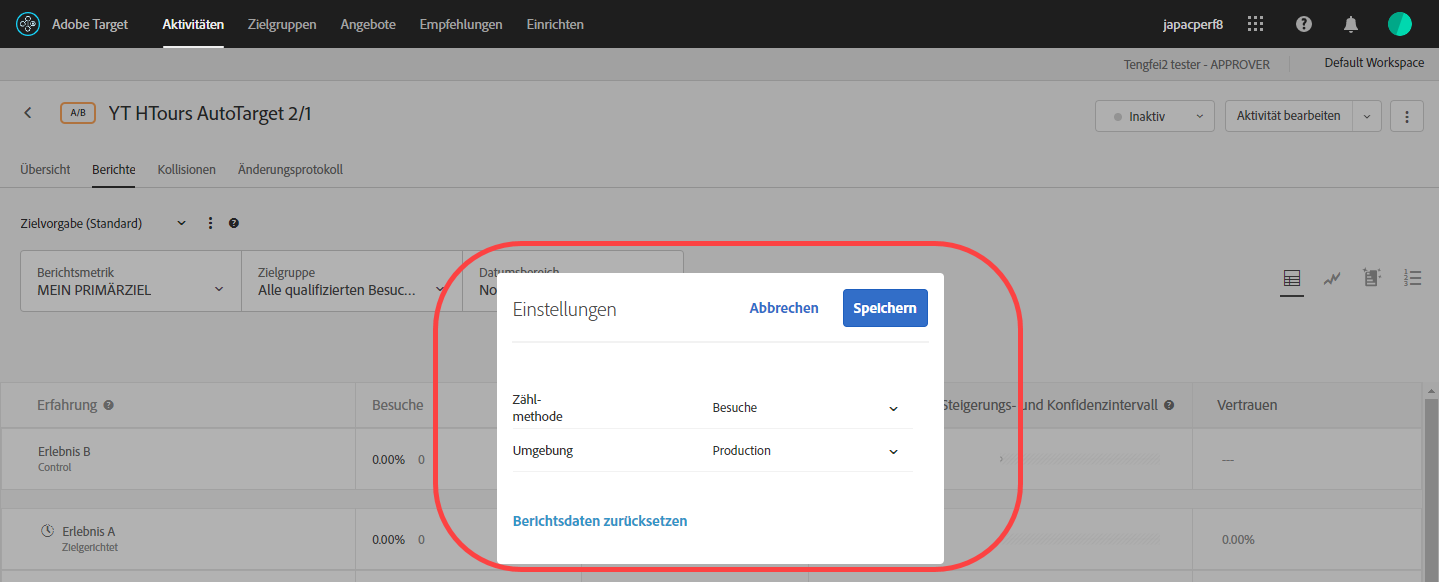 Adobe Target Aktivitäten Zielgruppen Angebote Empfehlungen Einrichten japacperf8
Tengfei2 tester - APPROVER Default Workspace
A/B YT HTours AutoTarget 2/1 Inaktiv Aktivität bearbeiten
Übersicht Berichte Kollisionen Änderungsprotokoll
Zielvorgabe (Standard)
Berichtsmetrik Zielgruppe Datumsbereich
MEIN PRIMÄRZIEL Alle qualifizierten Besuc... No
Einstellungen Abbrechen Speichern
Zähl-
methode Besuche
Umgebung Production
Berichtsdaten zurücksetzen
Erfahrung Besuche Steigerungs- und Konfidenzintervall Vertrauen
Erlebnis B
Control 0.00% 0 ---
Erlebnis A
Zielgerichtet 0.00% 0 0.00%